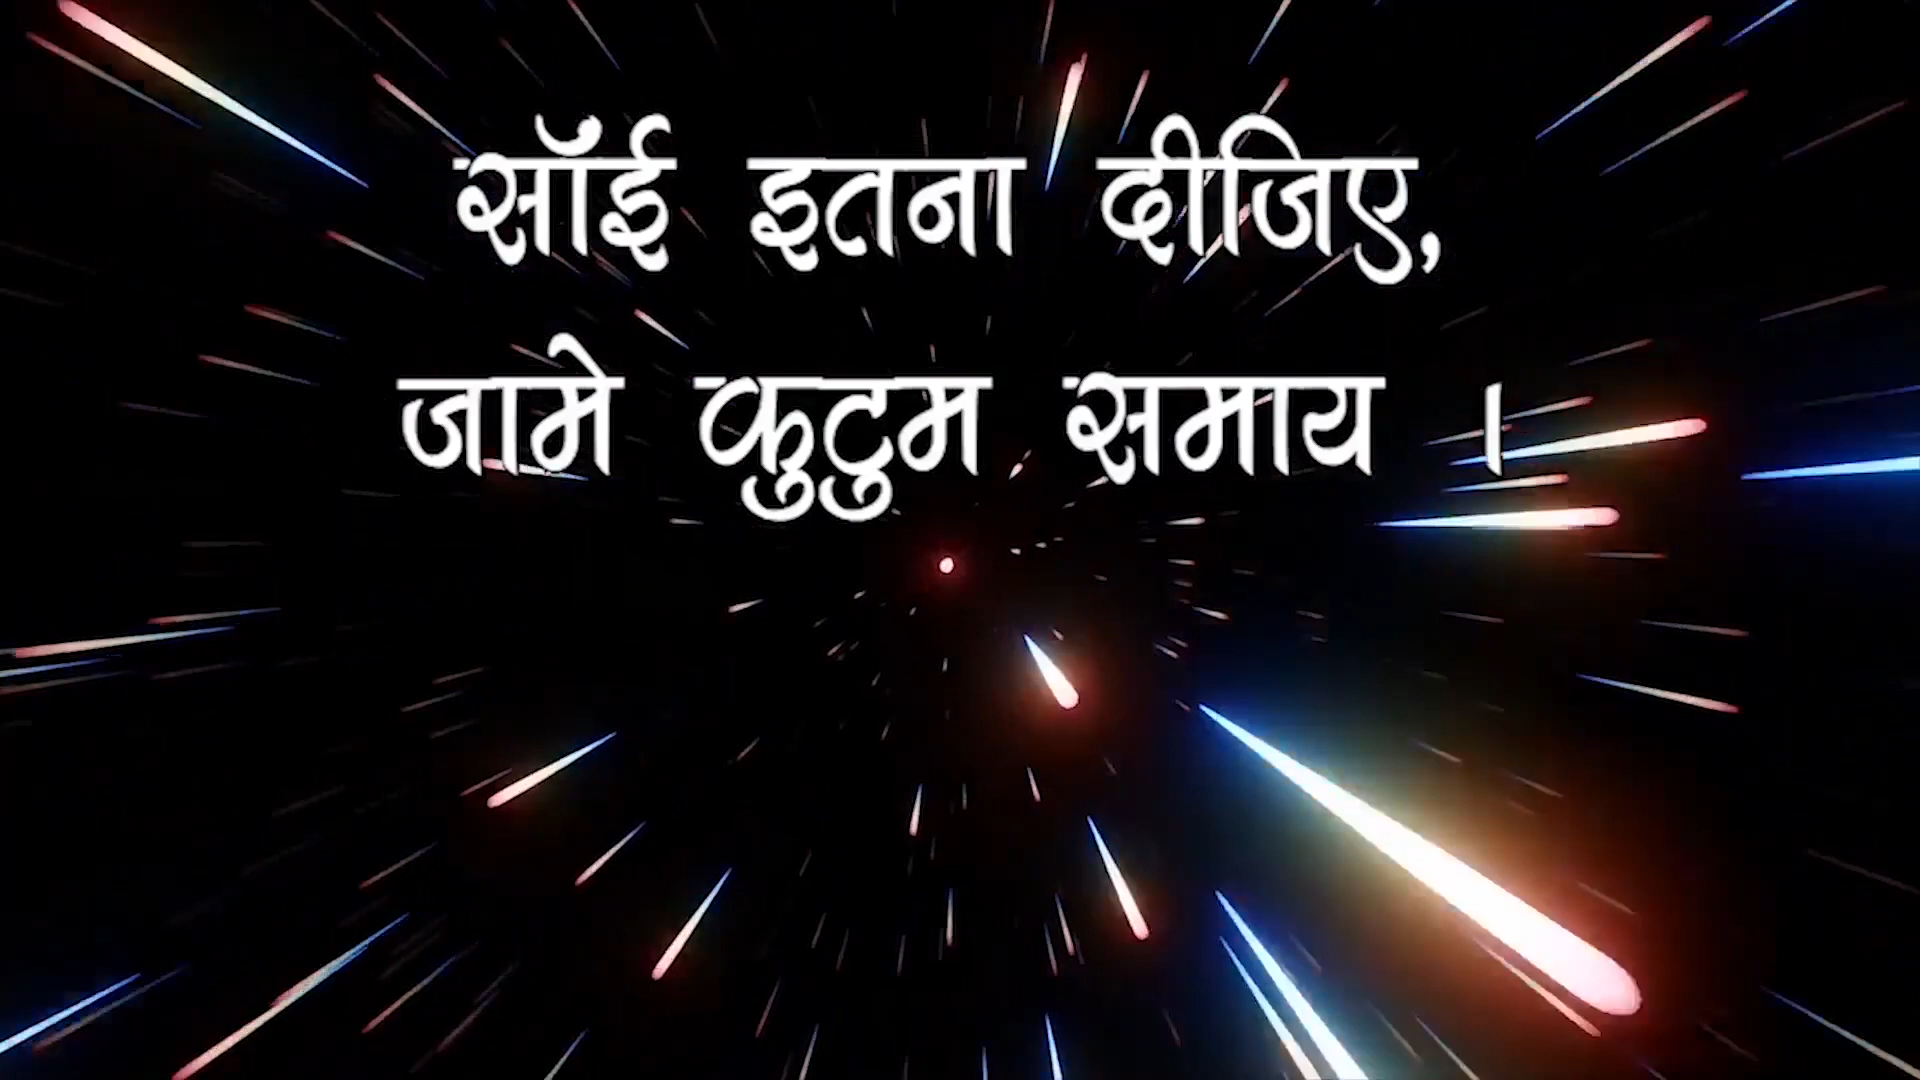 सॉई इतना दीजिए,
जामे कुटुम समाय ।